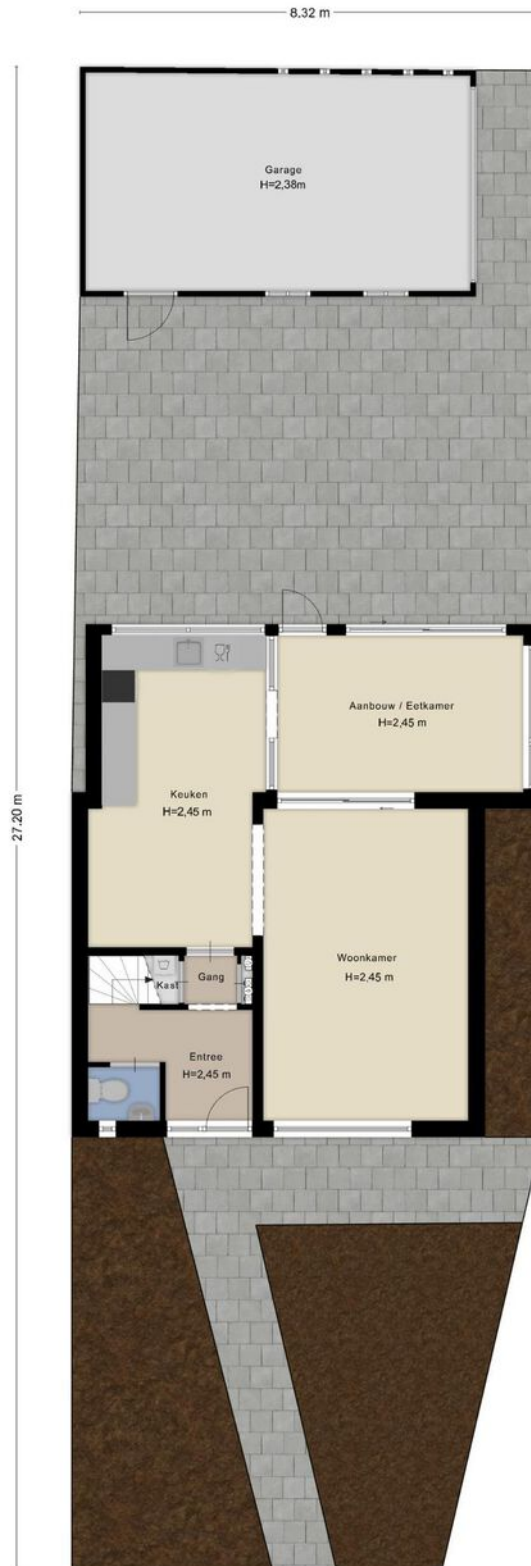 8.32 m
Garage
H=2,38m
27.20 m
Aanbouw / Eetkamer
H=2,45 m
Keuken
H=2,45 m
Woonkamer
H=2,45 m
Gang
Kast
Entree
H=2,45 m